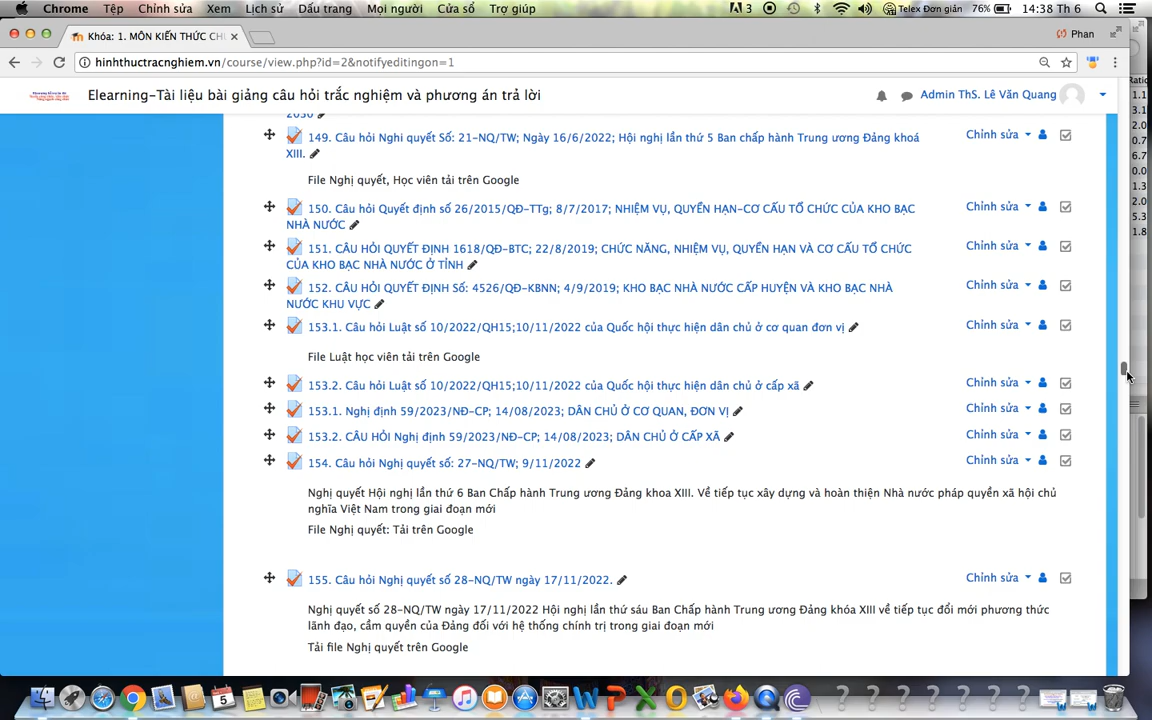 Chrome Tệp Chỉnh sửa Xem Lịch sử Dấu trang Mọi người Cửa sổ Trợ giúp 3 Telex Đơn giản 76% 14:38 Th 6
Khóa: 1. MÔN KIẾN THỨC CH
Phan
hinhthuctracnghiem.vn/course/view.php?id=2&notifyeditingon=1
Elearning-Tài liệu bài giảng câu hỏi trắc nghiệm và phương án trả lời
Admin ThS. Lê Văn Quang
2030
149. Câu hỏi Nghi quyết Số: 21-NQ/TW; Ngày 16/6/2022; Hội nghị lần thứ 5 Ban chấp hành Trung ương Đảng khoá
XIII.
Chỉnh sửa
File Nghị quyết, Học viên tải trên Google
150. Câu hỏi Quyết định số 26/2015/QĐ-TTg; 8/7/2017; NHIỆM VỤ, QUYỀN HẠN-CƠ CẤU TỔ CHỨC CỦA KHO BẠC
NHÀ NƯỚC
Chỉnh sửa
151. CÂU HỎI QUYẾT ĐỊNH 1618/QĐ-BTC; 22/8/2019; CHỨC NĂNG, NHIỆM VỤ, QUYỀN HẠN VÀ CƠ CẤU TỔ CHỨC
CỦA KHO BẠC NHÀ NƯỚC Ở TỈNH
Chỉnh sửa
152. CÂU HỎI QUYẾT ĐỊNH Số: 4526/QĐ-KBNN; 4/9/2019; KHO BẠC NHÀ NƯỚC CẤP HUYỆN VÀ KHO BẠC NHÀ
NƯỚC KHU VỰC
Chỉnh sửa
153.1. Câu hỏi Luật số 10/2022/QH15;10/11/2022 của Quốc hội thực hiện dân chủ ở cơ quan đơn vị
Chỉnh sửa
File Luật học viên tải trên Google
153.2. Câu hỏi Luật số 10/2022/QH15;10/11/2022 của Quốc hội thực hiện dân chủ ở cấp xã
Chỉnh sửa
153.1. Nghị định 59/2023/NĐ-CP; 14/08/2023; DÂN CHỦ Ở CƠ QUAN, ĐƠN VỊ
Chỉnh sửa
153.2. CÂU HỎI Nghị định 59/2023/NĐ-CP; 14/08/2023; DÂN CHỦ Ở CẤP XÃ
Chỉnh sửa
154. Câu hỏi Nghị quyết số: 27-NQ/TW; 9/11/2022
Chỉnh sửa
Nghị quyết Hội nghị lần thứ 6 Ban Chấp hành Trung ương Đảng khoa XIII. Về tiếp tục xây dựng và hoàn thiện Nhà nước pháp quyền xã hội chủ
nghĩa Việt Nam trong giai đoạn mới
File Nghị quyết: Tải trên Google
155. Câu hỏi Nghị quyết số 28-NQ/TW ngày 17/11/2022.
Chỉnh sửa
Nghị quyết số 28-NQ/TW ngày 17/11/2022 Hội nghị lần thứ sáu Ban Chấp hành Trung ương Đảng khóa XIII về tiếp tục đổi mới phương thức
lãnh đạo, cầm quyền của Đảng đối với hệ thống chính trị trong giai đoạn mới
Tải file Nghị quyết trên Google